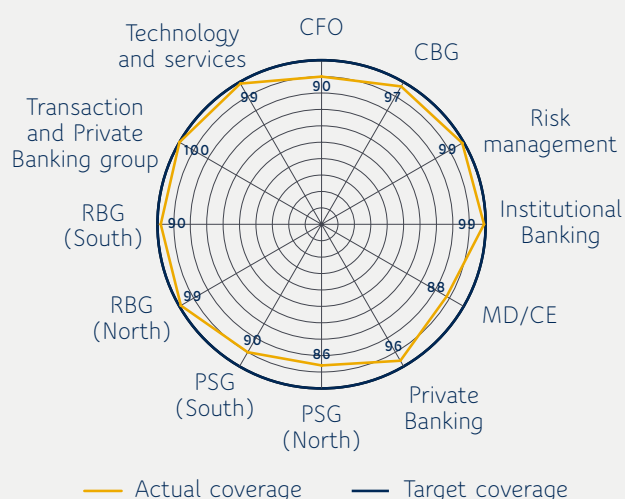 CFO
90
CBG
97
Risk
management
99
Institutional
Banking
99
MD/CE
88
Private
Banking
96
PSG
(North)
86
PSG
(South)
90
RBG
(North)
99
RBG
(South)
90
Transaction
and Private
Banking group
100
Technology
and services
99
Actual coverage
Target coverage